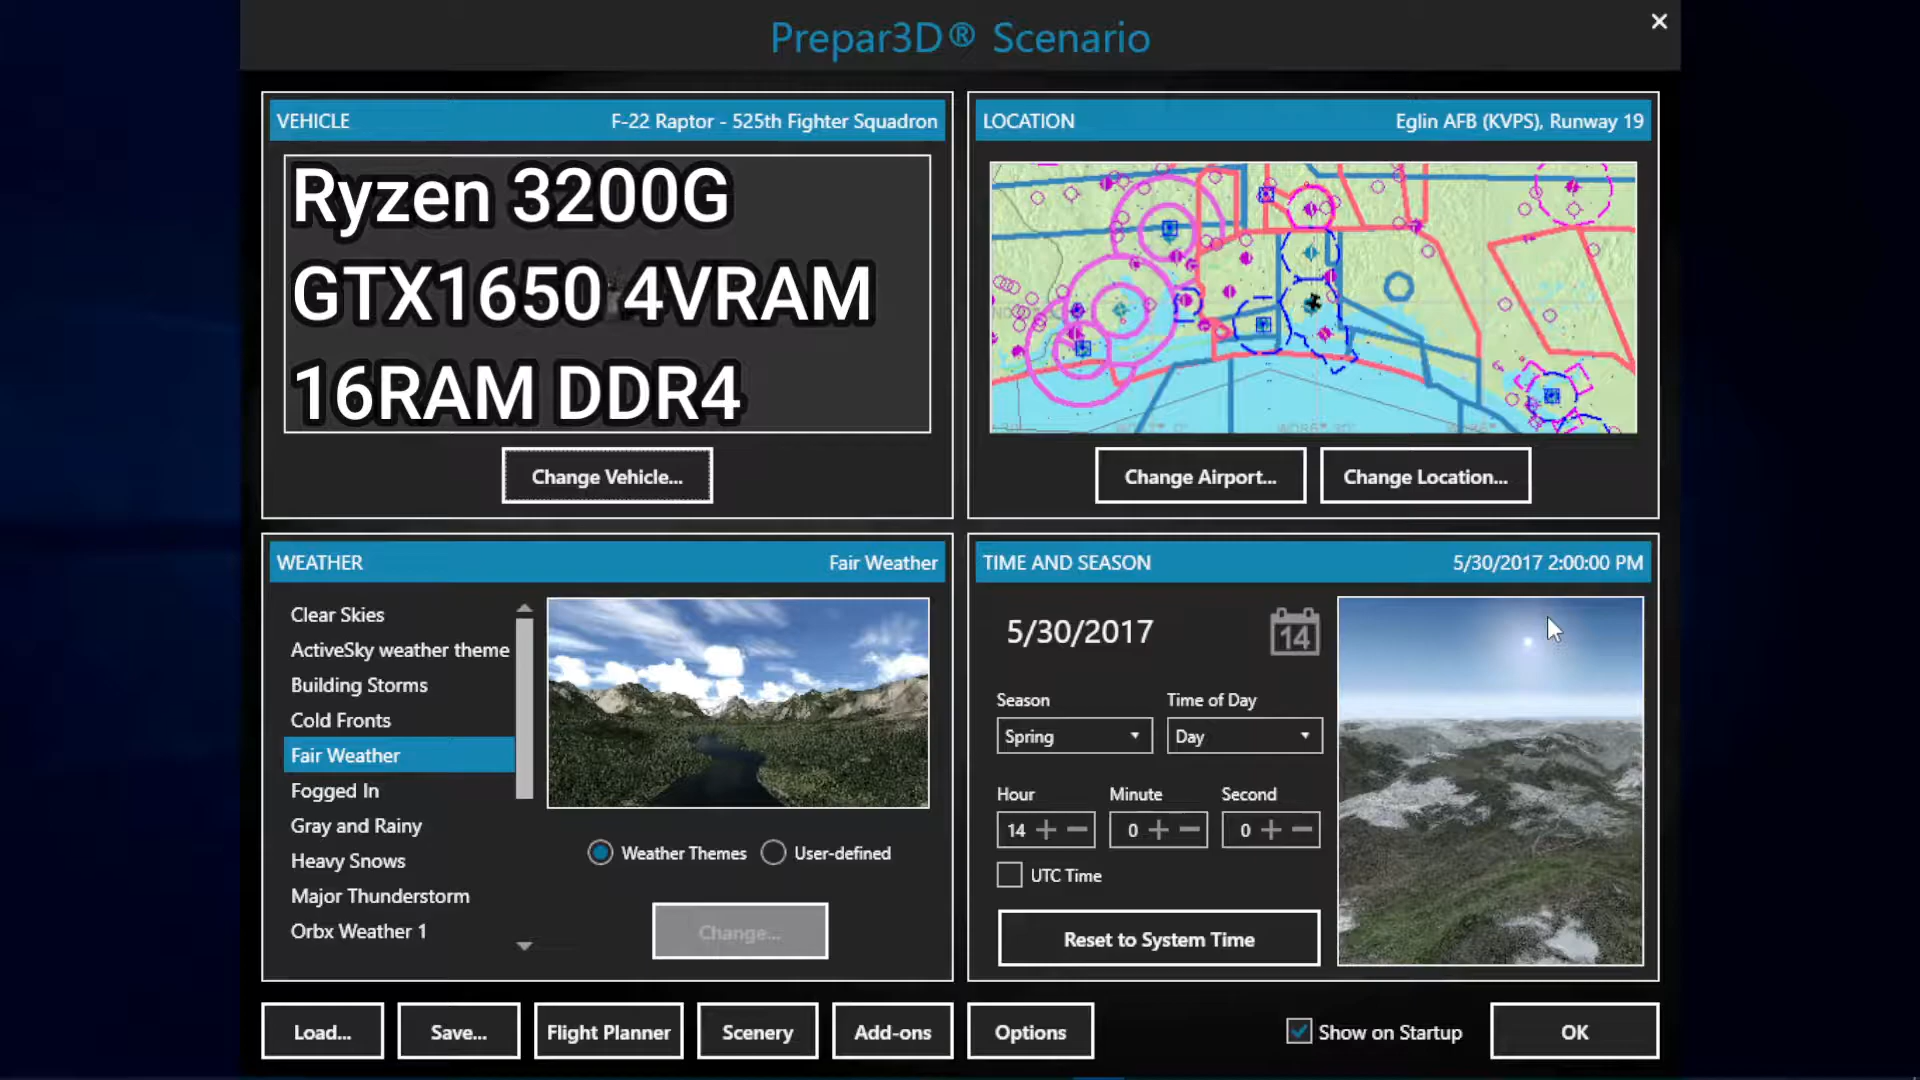 Prepar3D® Scenario
VEHICLE
F-22 Raptor - 525th Fighter Squadron
Ryzen 3200G
GTX1650 4VRAM
16RAM DDR4
Change Vehicle...
LOCATION
Eglin AFB (KVPS), Runway 19
Change Airport...
Change Location...
WEATHER
Fair Weather
Clear Skies
ActiveSky weather theme
Building Storms
Cold Fronts
Fair Weather
Fogged In
Gray and Rainy
Heavy Snows
Major Thunderstorm
Orbx Weather 1
Weather Themes
User-defined
Change...
TIME AND SEASON
5/30/2017 2:00:00 PM
5/30/2017
14
Season
Time of Day
Spring
Day
Hour
Minute
Second
14
0
0
UTC Time
Reset to System Time
Load...
Save...
Flight Planner
Scenery
Add-ons
Options
Show on Startup
OK